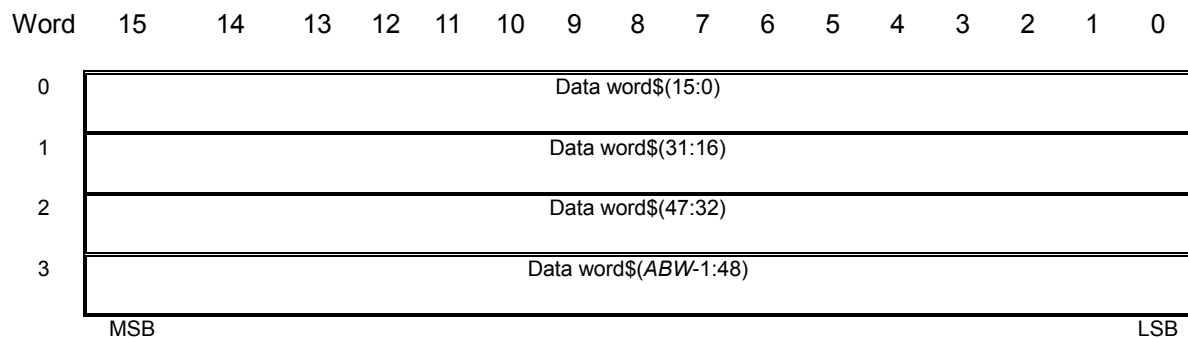 Word 15 14 13 12 11 10 9 8 7 6 5 4 3 2 1 0
0 Data word$(15:0)
1 Data word$(31:16)
2 Data word$(47:32)
3 Data word$(ABW-1:48)
MSB LSB